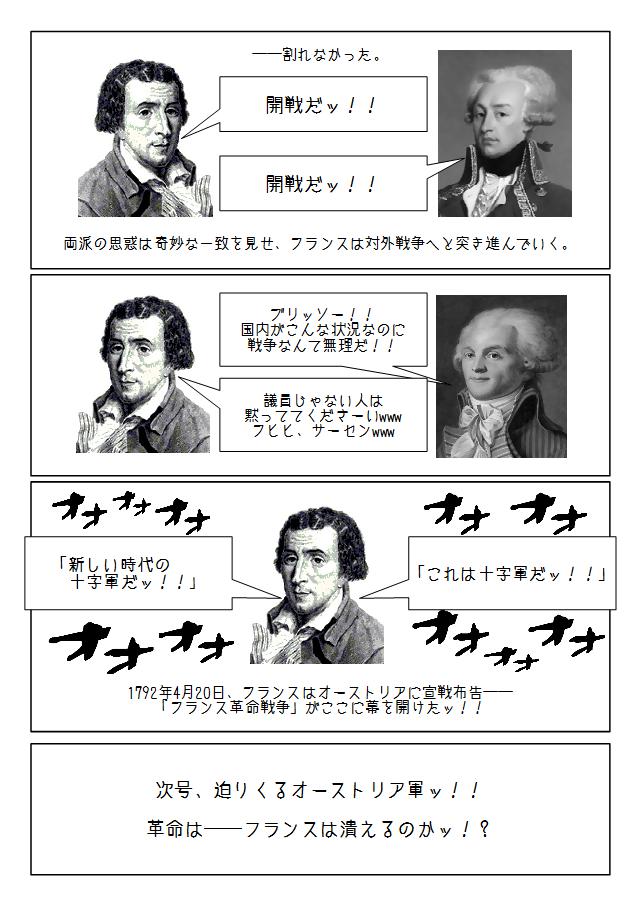 ――割れなかった。
開戦だッ！！
開戦だッ！！
両派の思惑は奇妙な一致を見せ、フランスは対外戦争へと突き進んでいく。
ブリッソー！！
国内がこんな状況なのに
戦争なんて無理だ！！
議員じゃない人は
黙っててくださーいwww
フヒヒ、サーセンwww
オオ オオ オオ
オオ オオ
「新しい時代の
十字軍だッ！！」
「これは十字軍だッ！！」
オオ オオ
オオ オオ オオ
1792年4月20日、フランスはオーストリアに宣戦布告――
「フランス革命戦争」がここに幕を開けたッ！！
次号、迫りくるオーストリア軍ッ！！
革命は――フランスは潰えるのかッ！？